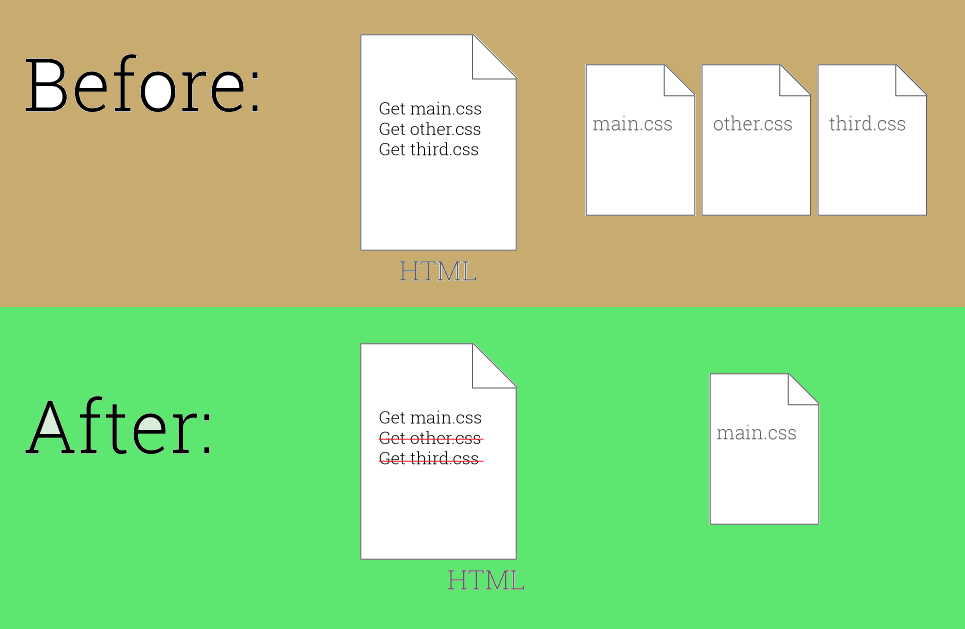 Before:
Get main.css
Get other.css
Get third.css
HTML
main.css
other.css
third.css
After:
Get main.css
Get other.css
Get third.css
HTML
main.css